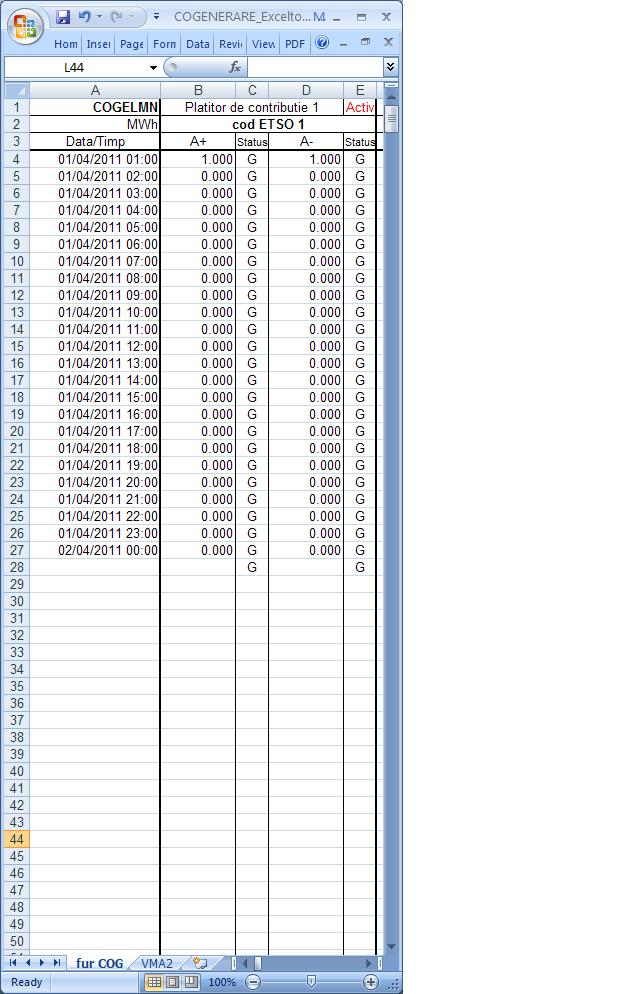 COGENERARE_Excelto...M
Hom Inser Page Forn Data Revi View PDF
L44 fx
A B C D E
1 COGELMN Platitor de contributie 1 Activ
2 MWh cod ETSO 1
3 Data/Timp A+ Status A- Status
4 01/04/2011 01:00 1.000 G 1.000 G
5 01/04/2011 02:00 0.000 G 0.000 G
6 01/04/2011 03:00 0.000 G 0.000 G
7 01/04/2011 04:00 0.000 G 0.000 G
8 01/04/2011 05:00 0.000 G 0.000 G
9 01/04/2011 06:00 0.000 G 0.000 G
10 01/04/2011 07:00 0.000 G 0.000 G
11 01/04/2011 08:00 0.000 G 0.000 G
12 01/04/2011 09:00 0.000 G 0.000 G
13 01/04/2011 10:00 0.000 G 0.000 G
14 01/04/2011 11:00 0.000 G 0.000 G
15 01/04/2011 12:00 0.000 G 0.000 G
16 01/04/2011 13:00 0.000 G 0.000 G
17 01/04/2011 14:00 0.000 G 0.000 G
18 01/04/2011 15:00 0.000 G 0.000 G
19 01/04/2011 16:00 0.000 G 0.000 G
20 01/04/2011 17:00 0.000 G 0.000 G
21 01/04/2011 18:00 0.000 G 0.000 G
22 01/04/2011 19:00 0.000 G 0.000 G
23 01/04/2011 20:00 0.000 G 0.000 G
24 01/04/2011 21:00 0.000 G 0.000 G
25 01/04/2011 22:00 0.000 G 0.000 G
26 01/04/2011 23:00 0.000 G 0.000 G
27 02/04/2011 00:00 0.000 G 0.000 G
28 G G
29
30
31
32
33
34
35
36
37
38
39
40
41
42
43
44
45
46
47
48
49
50
fur COG VMA2
Ready 100%